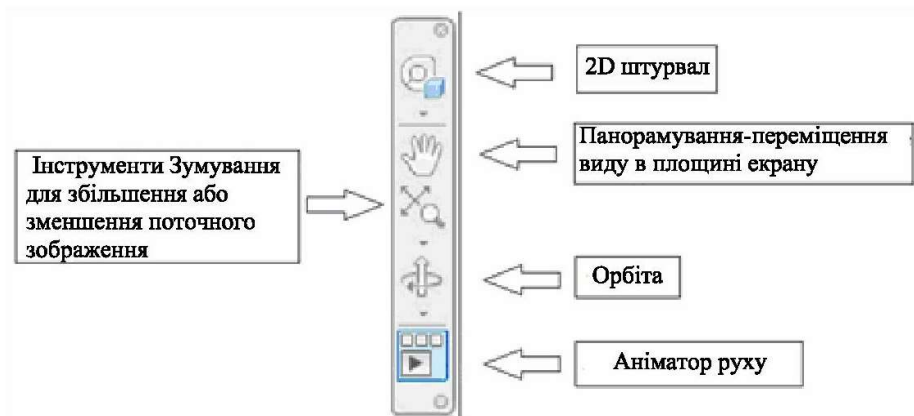 2D штурвал
Панорамування-переміщення
виду в площині екрану
Інструменти Зумування
для збільшення або
зменшення поточного
зображення
Орбіта
Аніматор руху